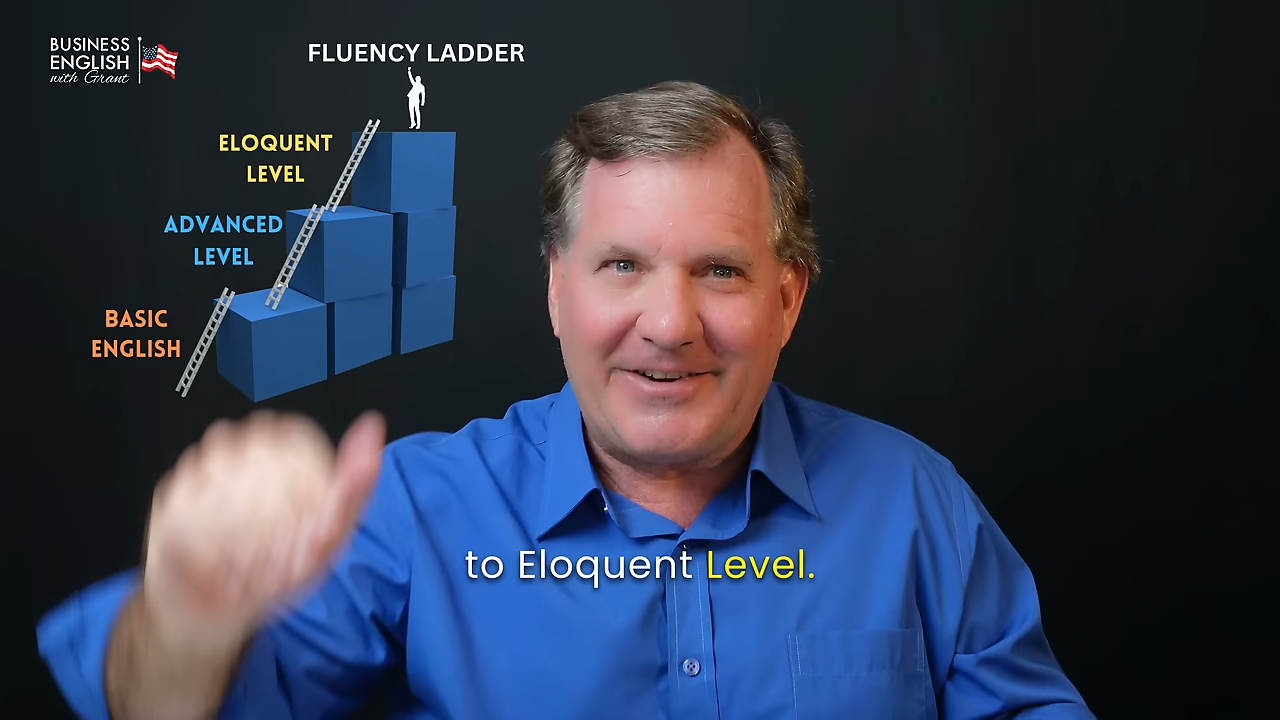 BUSINESS
ENGLISH
with Grant
FLUENCY LADDER
ELOQUENT
LEVEL
ADVANCED
LEVEL
BASIC
ENGLISH
to Eloquent Level.